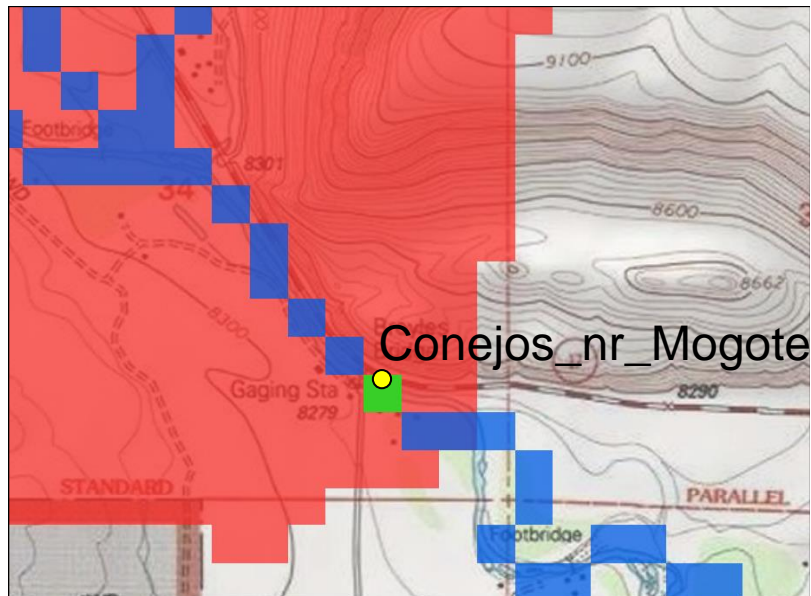 9100
Footbridge
8301
34
8600
8662
8300
Conejos_nr_Mogote
Gaging Sta
8279
8290
STANDARD
PARALLEL
Footbridge